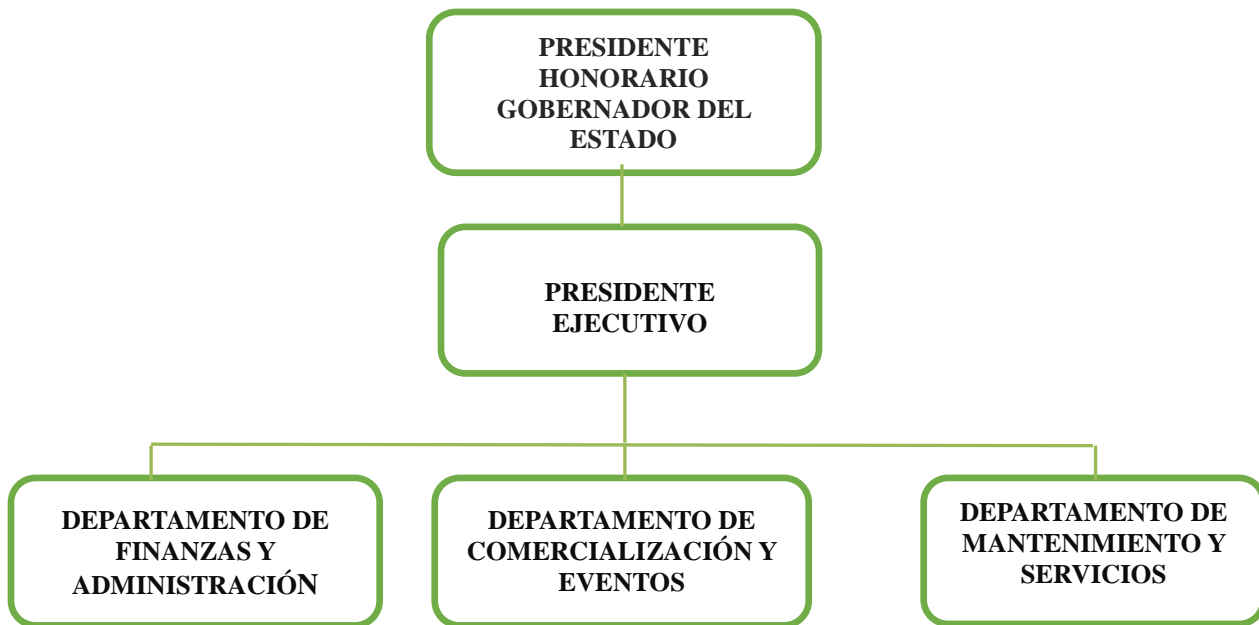 PRESIDENTE
HONORARIO
GOBERNADOR DEL
ESTADO
PRESIDENTE
EJECUTIVO
DEPARTAMENTO DE
FINANZAS Y
ADMINISTRACIÓN
DEPARTAMENTO DE
COMERCIALIZACIÓN Y
EVENTOS
DEPARTAMENTO DE
MANTENIMIENTO Y
SERVICIOS